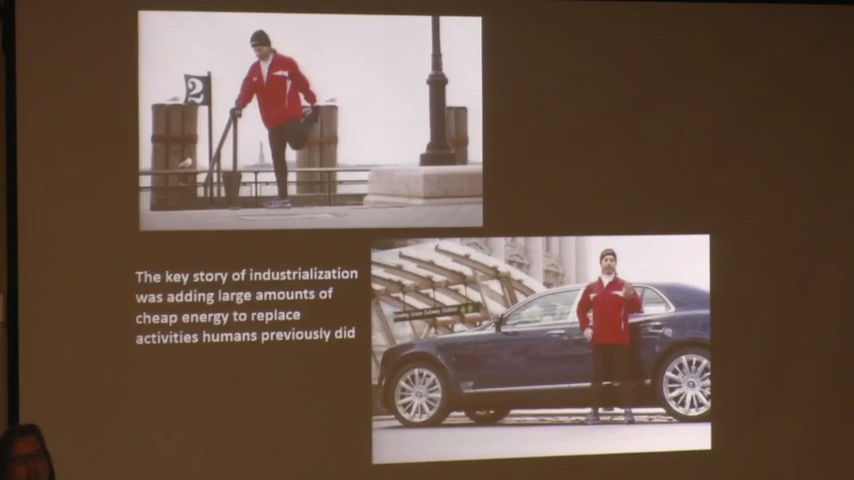 2
The key story of industrialization
was adding large amounts of
cheap energy to replace
activities humans previously did